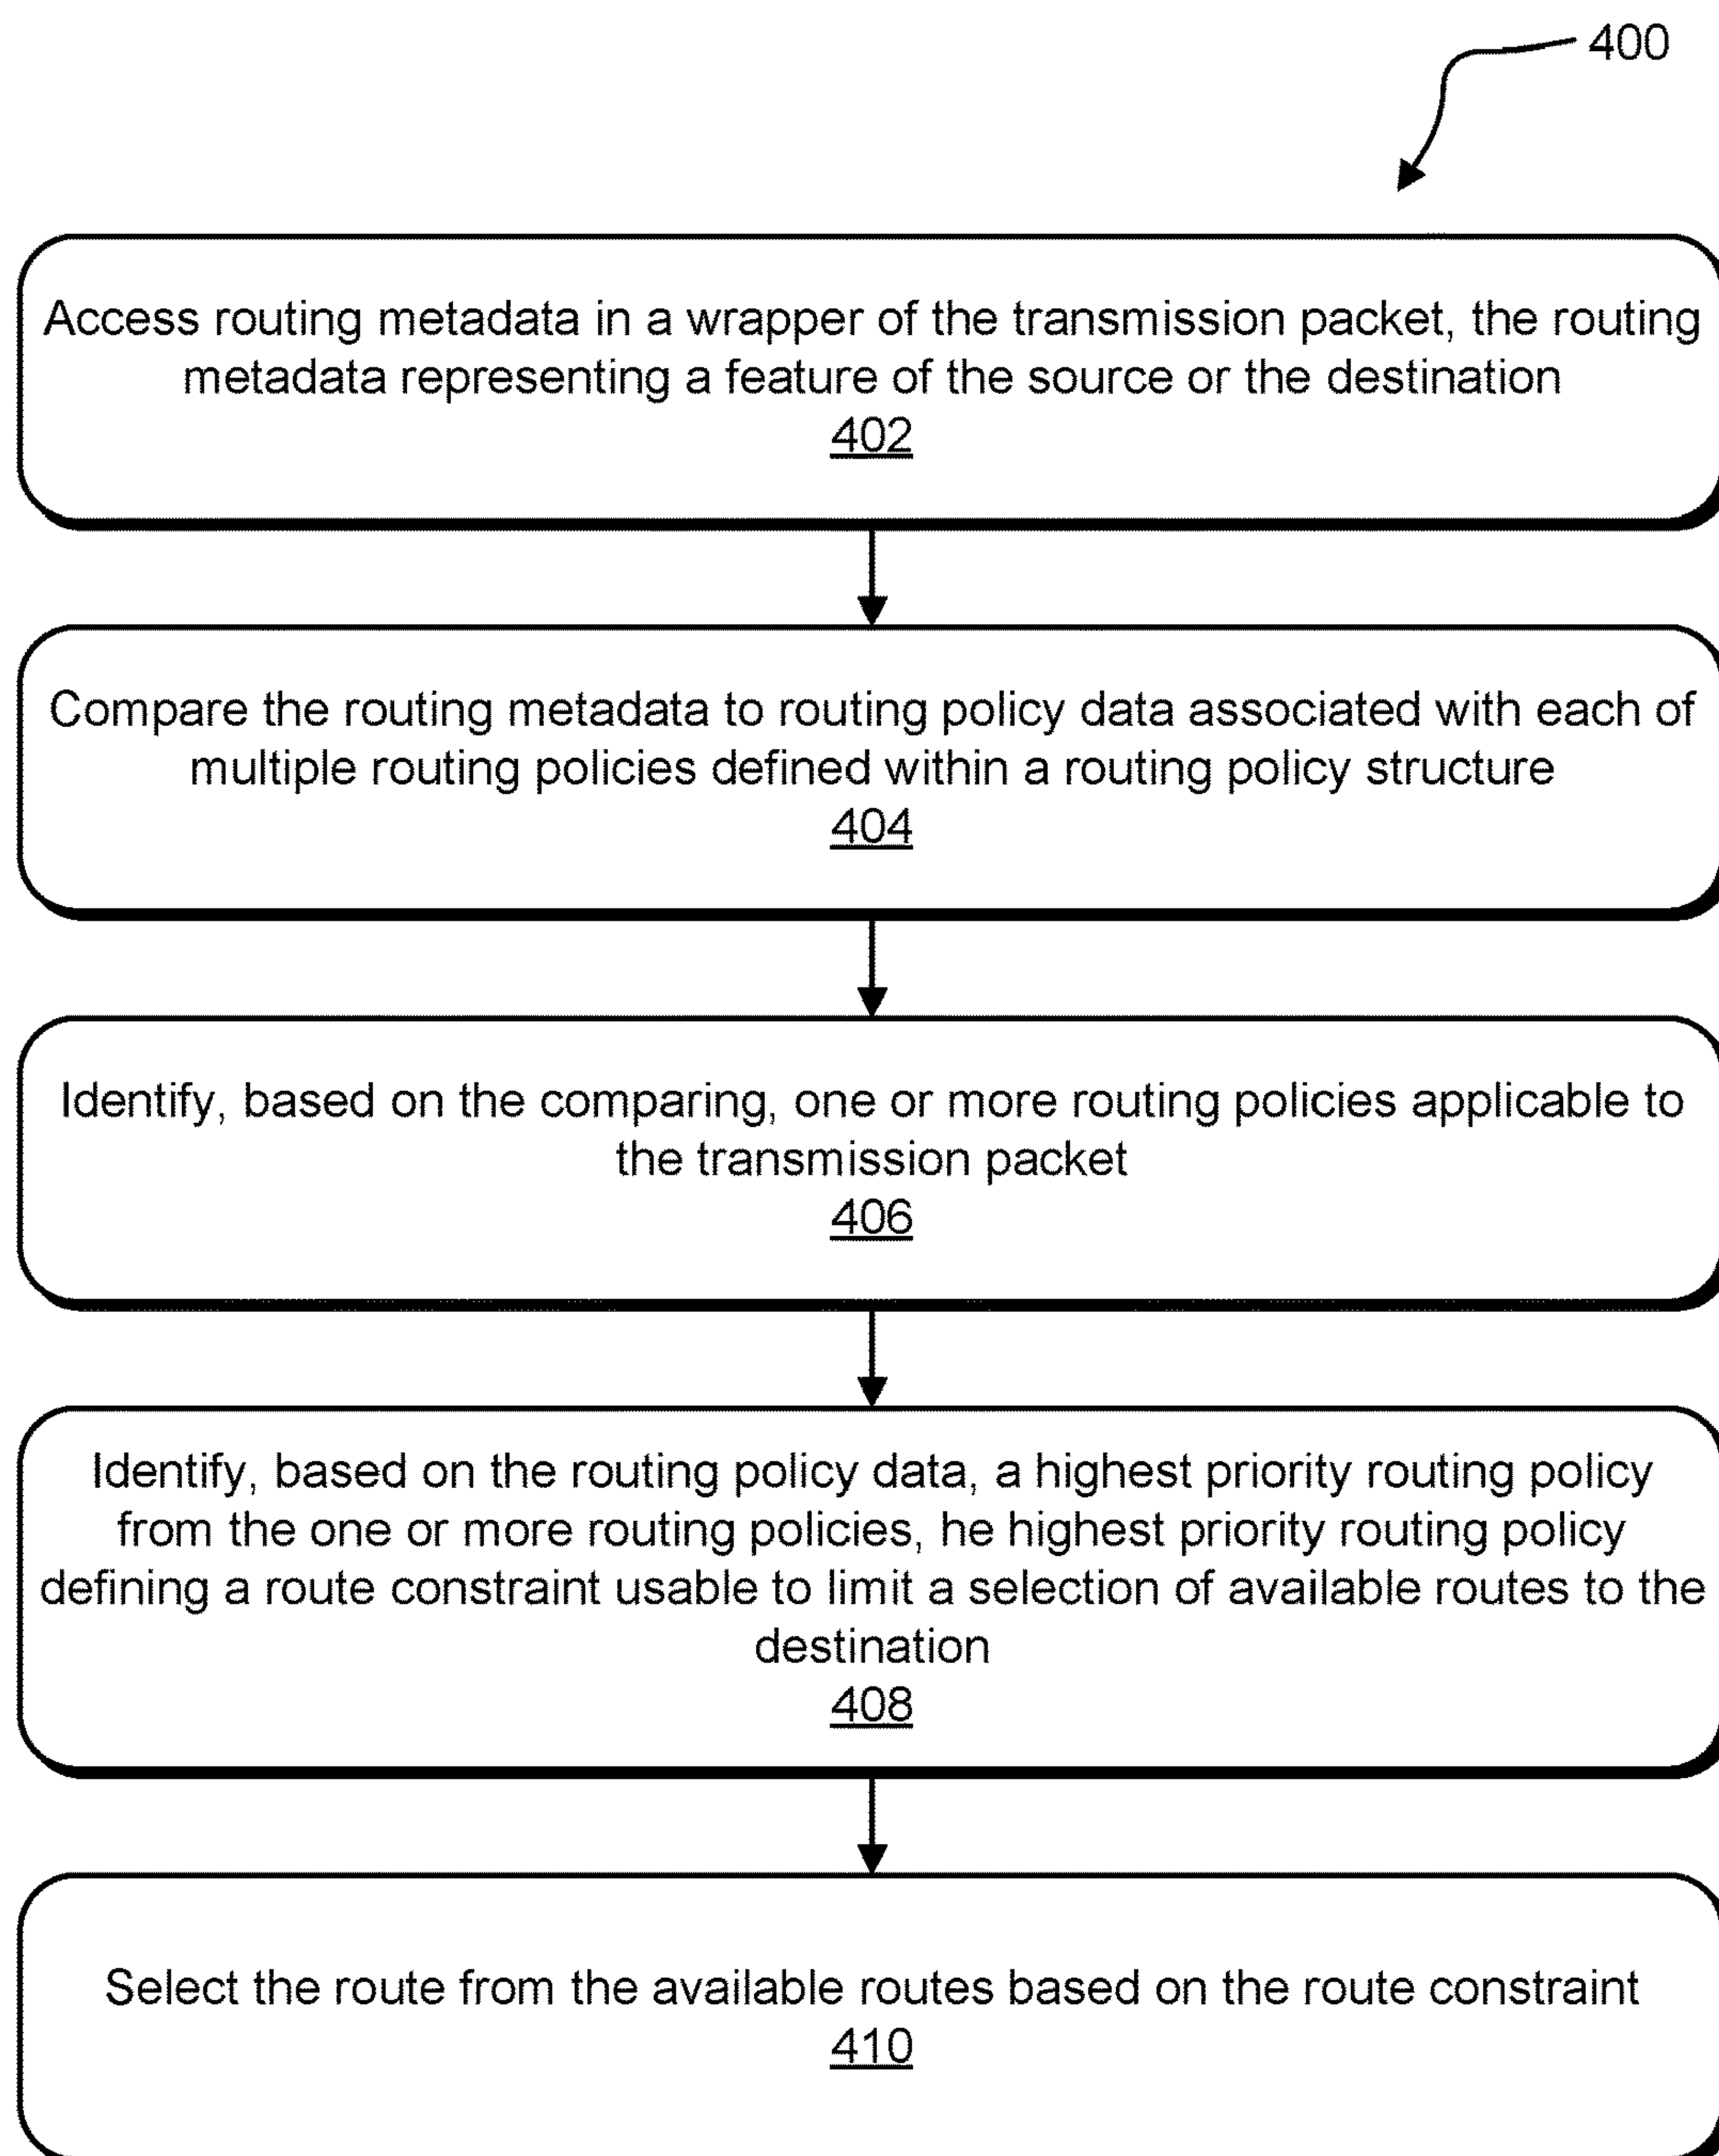 400
Access routing metadata in a wrapper of the transmission packet, the routing
metadata representing a feature of the source or the destination
402
Compare the routing metadata to routing policy data associated with each of
multiple routing policies defined within a routing policy structure
404
Identify, based on the comparing, one or more routing policies applicable to
the transmission packet
406
Identify, based on the routing policy data, a highest priority routing policy
from the one or more routing policies, he highest priority routing policy
defining a route constraint usable to limit a selection of available routes to the
destination
408
Select the route from the available routes based on the route constraint
410